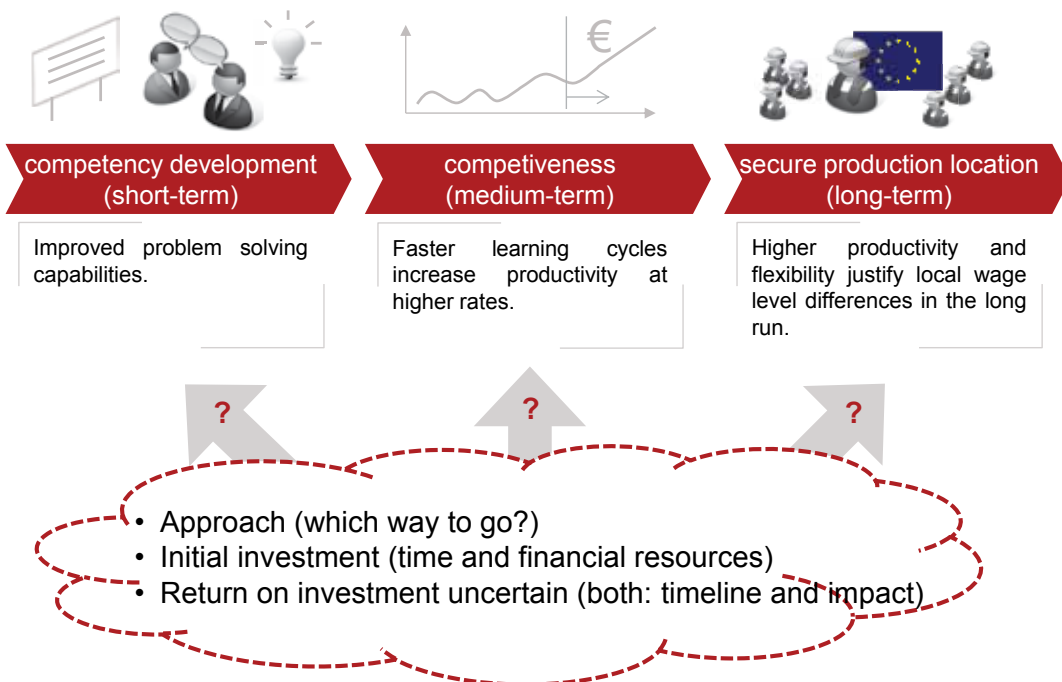 €
competency development
(short-term)
competiveness
(medium-term)
secure production location
(long-term)
Improved problem solving
capabilities.
Faster learning cycles
increase productivity at
higher rates.
Higher productivity and
flexibility justify local wage
level differences in the long
run.
?
?
?
• Approach (which way to go?)
• Initial investment (time and financial resources)
• Return on investment uncertain (both: timeline and impact)